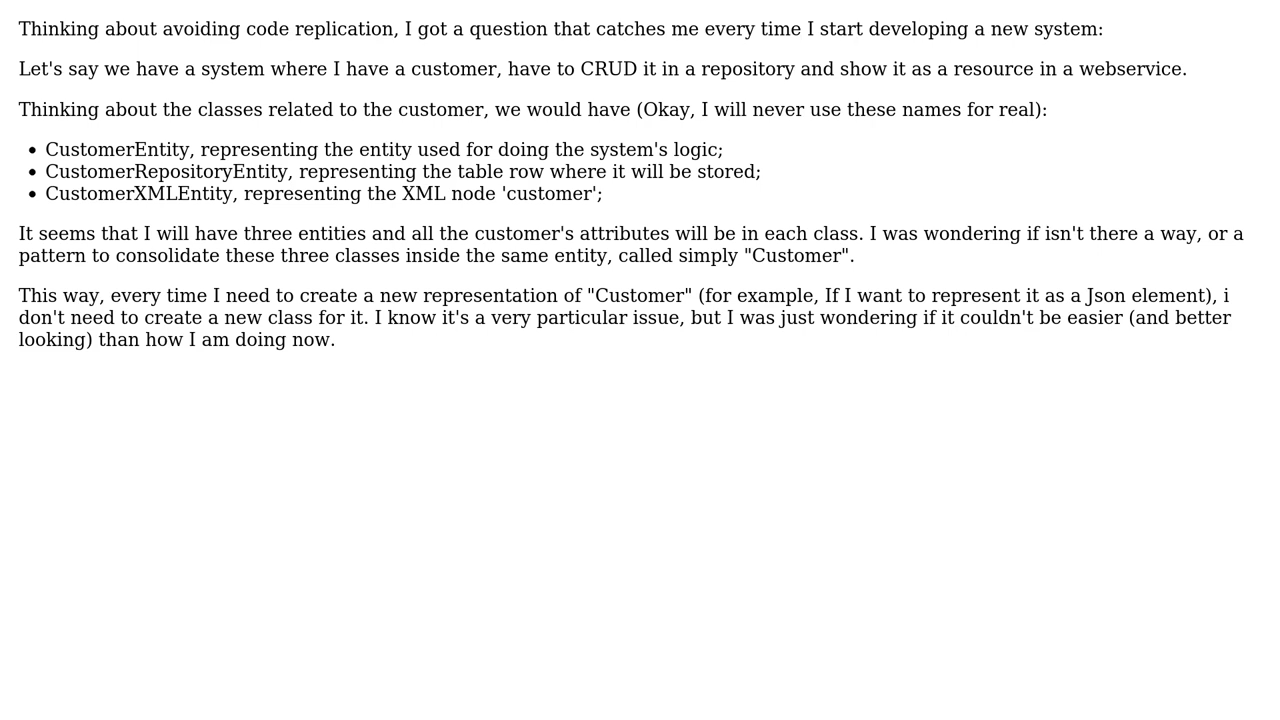 Thinking about avoiding code replication, I got a question that catches me every time I start developing a new system:
Let's say we have a system where I have a customer, have to CRUD it in a repository and show it as a resource in a webservice.
Thinking about the classes related to the customer, we would have (Okay, I will never use these names for real):
• CustomerEntity, representing the entity used for doing the system's logic;
• CustomerRepositoryEntity, representing the table row where it will be stored;
• CustomerXMLEntity, representing the XML node 'customer';
It seems that I will have three entities and all the customer's attributes will be in each class. I was wondering if isn't there a way, or a
pattern to consolidate these three classes inside the same entity, called simply "Customer".
This way, every time I need to create a new representation of "Customer" (for example, If I want to represent it as a Json element), i
don't need to create a new class for it. I know it's a very particular issue, but I was just wondering if it couldn't be easier (and better
looking) than how I am doing now.